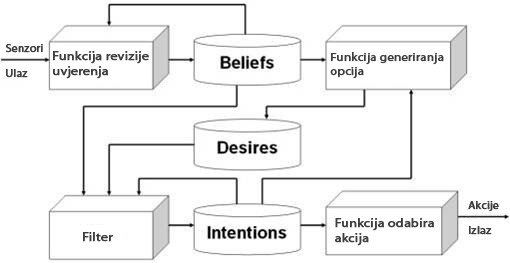 Senzori
Ulaz
Funkcija revizije
uvjerenja
Beliefs
Funkcija generiranja
opcija
Desires
Filter
Intentions
Funkcija odabira
akcija
Akcije
Izlaz